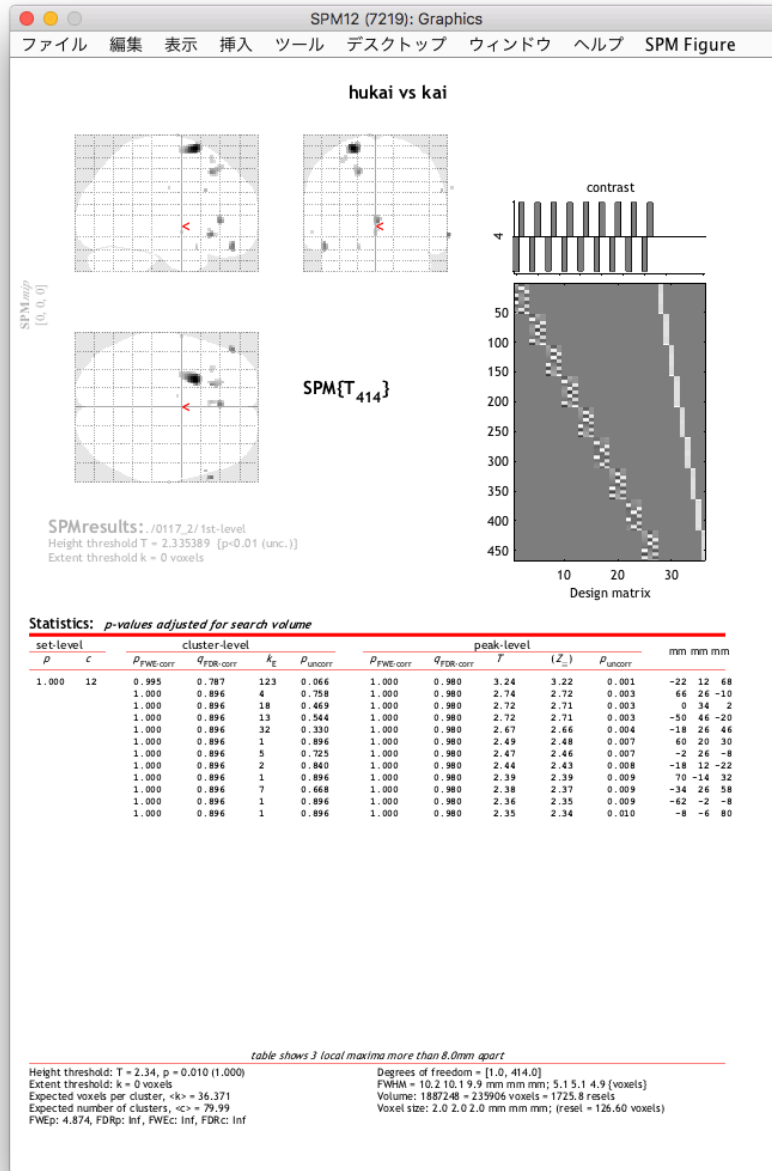 SPM12 (7219): Graphics
ファイル 編集 表示 挿入 ツール デスクトップ ウィンドウ ヘルプ SPM Figure
hukai vs kai
SPMmip
[0, 0, 0]
<
<
<
SPM{T414}
contrast
4
50
100
150
200
250
300
350
400
450
10 20 30
Design matrix
SPMresults: ./0117_2/1st-level
Height threshold T = 2.335389 {p<0.01 (unc.)}
Extent threshold k = 0 voxels
Statistics: p-values adjusted for search volume
set-level cluster-level peak-level mm mm mm
p c pFWE-corr qFDR-corr kE puncorr pFWE-corr qFDR-corr T (Z≡) puncorr
1.000 12 0.995 0.787 123 0.066 1.000 0.980 3.24 3.22 0.001 -22 12 68
1.000 0.896 4 0.758 1.000 0.980 2.74 2.72 0.003 66 26 -10
1.000 0.896 18 0.469 1.000 0.980 2.72 2.71 0.003 0 34 2
1.000 0.896 13 0.544 1.000 0.980 2.72 2.71 0.003 -50 46 -20
1.000 0.896 32 0.330 1.000 0.980 2.67 2.66 0.004 -18 26 46
1.000 0.896 1 0.896 1.000 0.980 2.49 2.48 0.007 60 20 30
1.000 0.896 5 0.725 1.000 0.980 2.47 2.46 0.007 -2 26 -8
1.000 0.896 2 0.840 1.000 0.980 2.44 2.43 0.008 -18 12 -22
1.000 0.896 1 0.896 1.000 0.980 2.39 2.39 0.009 70 -14 32
1.000 0.896 7 0.668 1.000 0.980 2.38 2.37 0.009 -34 26 58
1.000 0.896 1 0.896 1.000 0.980 2.36 2.35 0.009 -62 -2 -8
1.000 0.896 1 0.896 1.000 0.980 2.35 2.34 0.010 -8 -6 80
table shows 3 local maxima more than 8.0mm apart
Height threshold: T = 2.34, p = 0.010 (1.000)
Extent threshold: k = 0 voxels
Expected voxels per cluster, <k> = 36.371
Expected number of clusters, <c> = 79.99
FWEp: 4.874, FDRp: Inf, FWEc: Inf, FDRc: Inf
Degrees of freedom = [1.0, 414.0]
FWHM = 10.2 10.1 9.9 mm mm mm; 5.1 5.1 4.9 {voxels}
Volume: 1887248 = 235906 voxels = 1725.8 resels
Voxel size: 2.0 2.0 2.0 mm mm mm; (resel = 126.60 voxels)